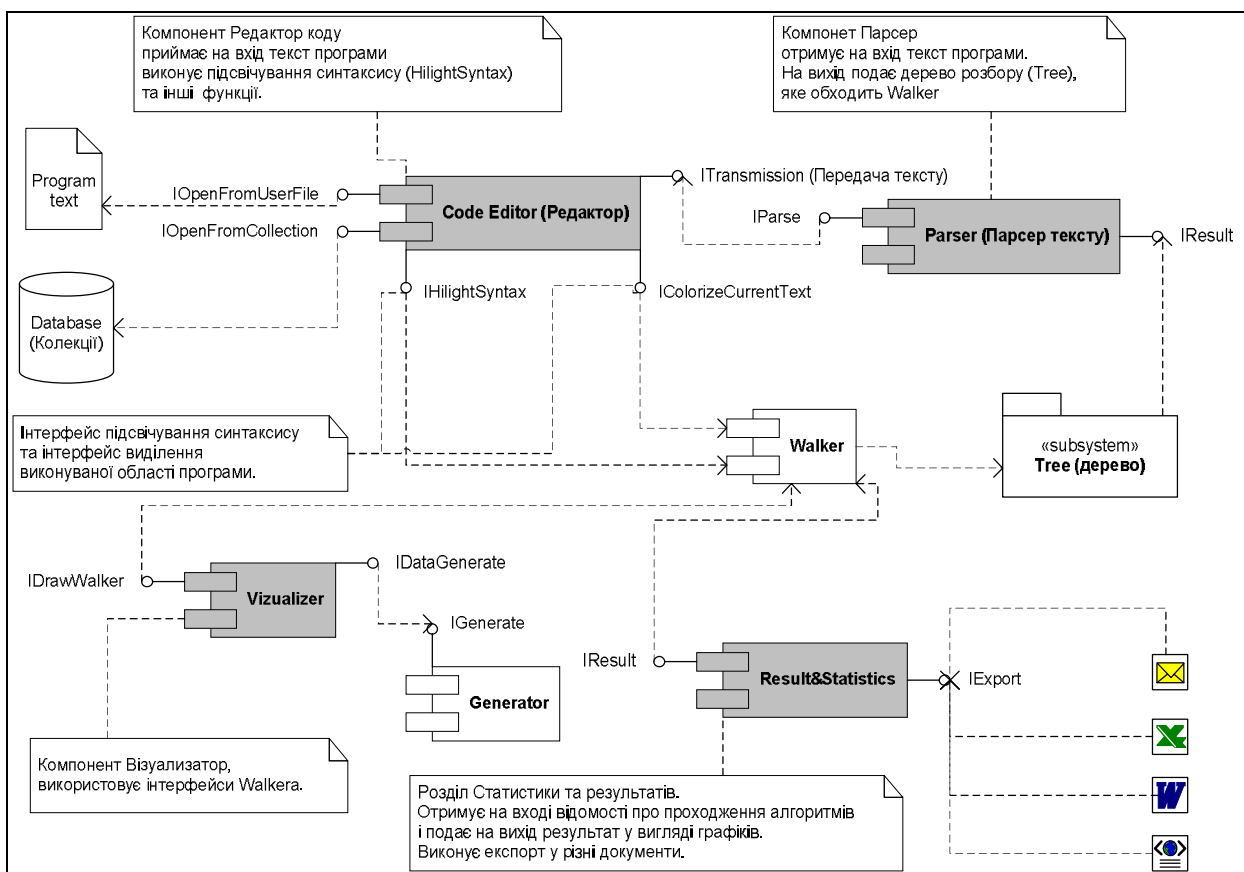 Компонент Редактор коду
приймає на вхід текст програми
виконує підсвічування синтаксису (HilightSyntax)
та інші функції.
Компонет Парсер
отримує на вхід текст програми.
На вихід подає дерево розбору (Tree),
яке обходить Walker
Program
text
IOpenFromUserFile
IOpenFromCollection
Code Editor (Редактор)
ITransmission (Передача тексту)
IParse
Parser (Парсер тексту)
IResult
IHilightSyntax
IColorizeCurrentText
Database
(Колекції)
Інтерфейс підсвічування синтаксису
та інтерфейс виділення
виконуваної області програми.
Walker
«subsystem»
Tree (дерево)
IDrawWalker
Vizualizer
IDataGenerate
IGenerate
Generator
IResult
Result&Statistics
IExport
Компонент Візуализатор,
використовує інтерфейси Walkera.
Розділ Статистики та результатів.
Отримує на вході відомості про проходження алгоритмів
і подає на вихід результат у вигляді графіків.
Виконує експорт у різні документи.